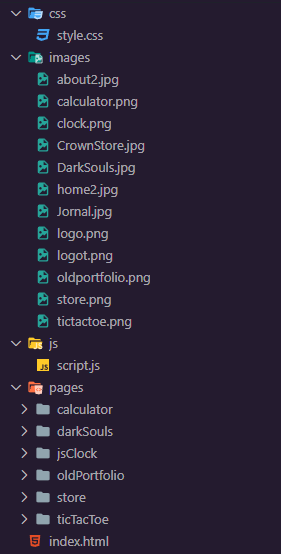 css
style.css
images
about2.jpg
calculator.png
clock.png
CrownStore.jpg
DarkSouls.jpg
home2.jpg
Jornal.jpg
logo.png
logot.png
oldportfolio.png
store.png
tictactoe.png
js
JS script.js
pages
calculator
darkSouls
jsClock
oldPortfolio
store
ticTacToe
index.html